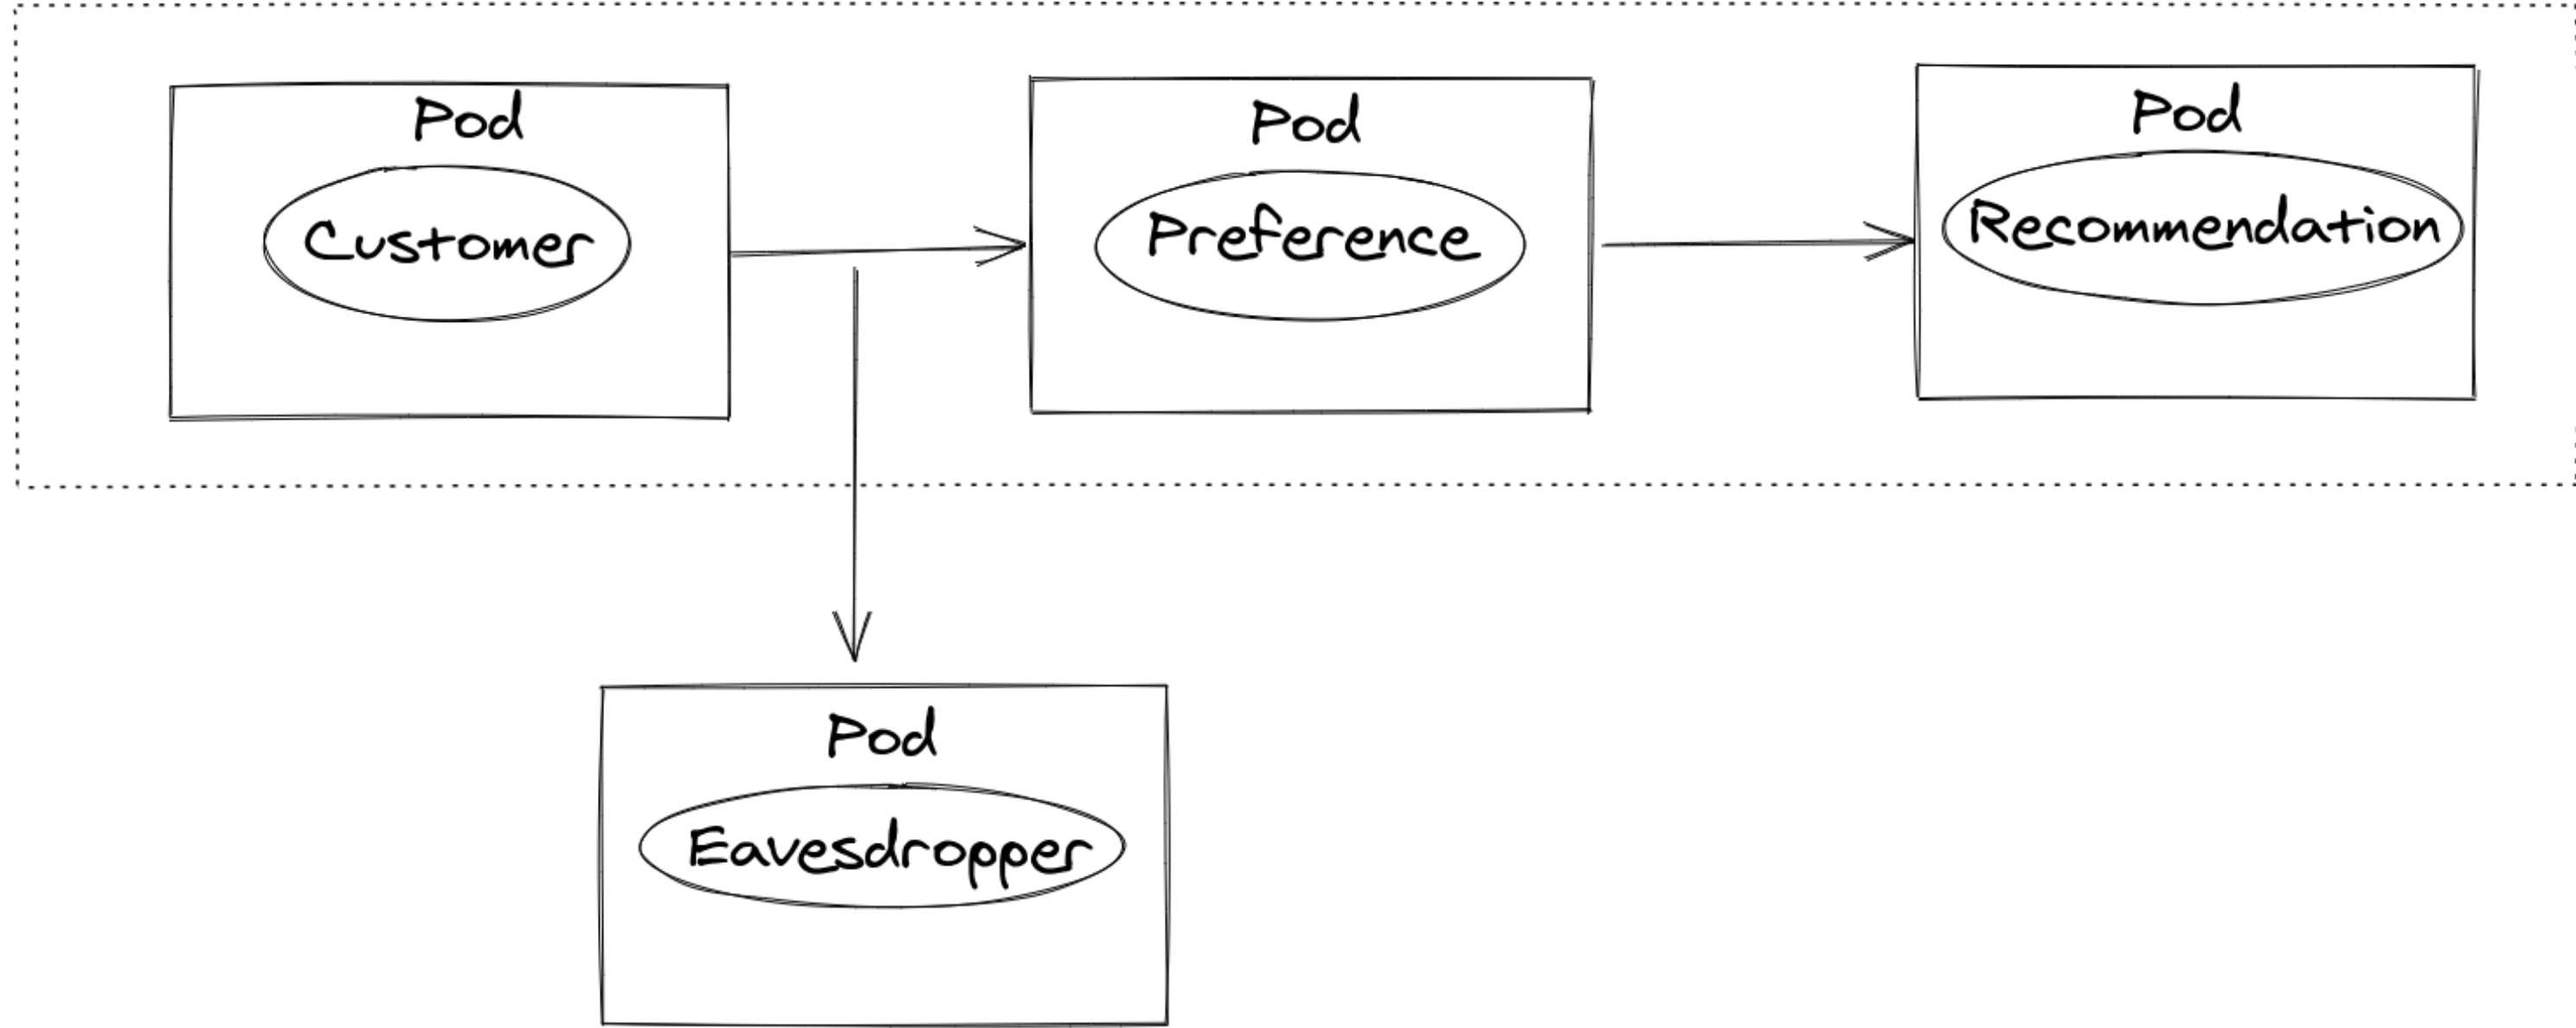 Pod
Customer
Pod
Preference
Pod
Recommendation
Pod
Eavesdropper